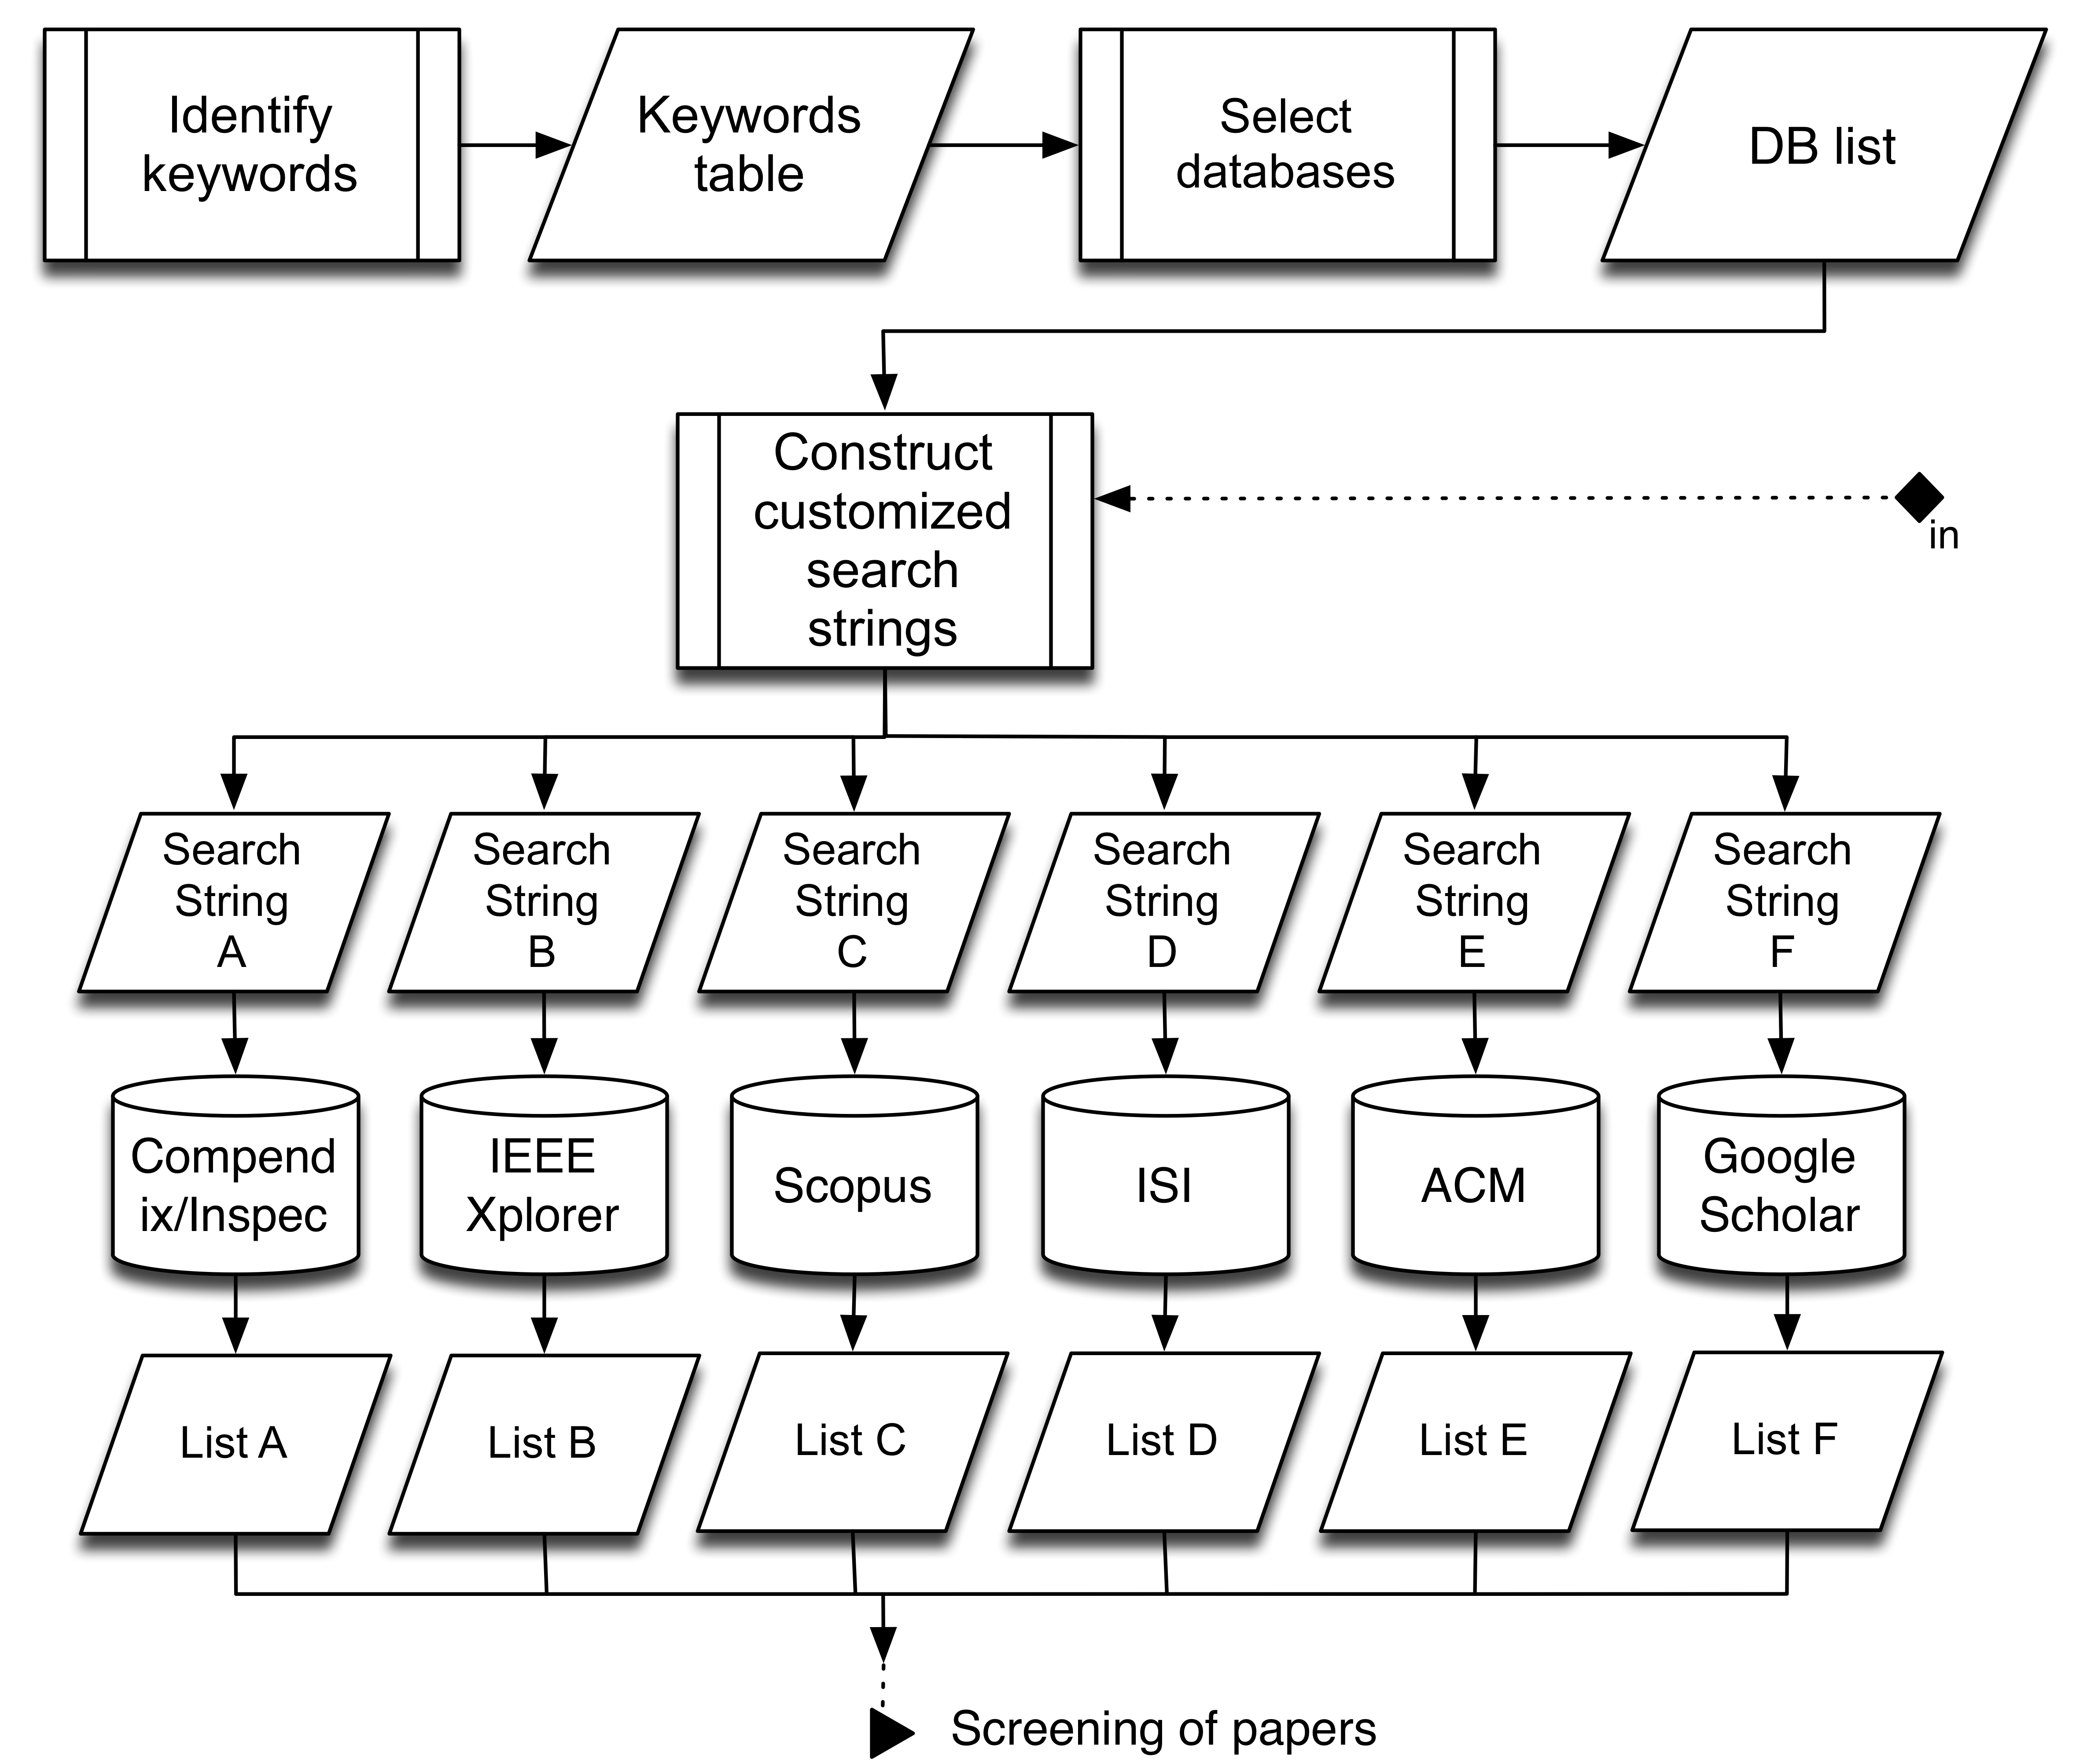 Identify
keywords
Keywords
table
Select
databases
DB list
Construct
customized
search
strings
in
Search
String
A
Search
String
B
Search
String
C
Search
String
D
Search
String
E
Search
String
F
Compend
ix/Inspec
IEEE
Xplorer
Scopus
ISI
ACM
Google
Scholar
List A
List B
List C
List D
List E
List F
Screening of papers